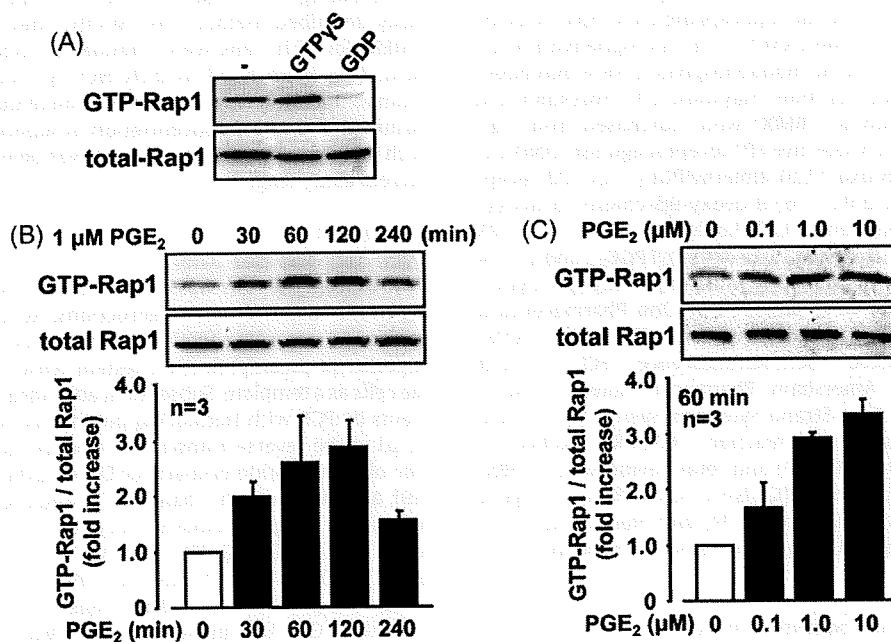 (A)
- GTPγS GDP
GTP-Rap1
total-Rap1
(B) 1 µM PGE₂ 0 30 60 120 240 (min)
GTP-Rap1
total Rap1
GTP-Rap1 / total Rap1
(fold increase)
4.0
3.0
2.0
1.0
0
n=3
PGE₂ (min) 0 30 60 120 240
(C) PGE₂ (µM) 0 0.1 1.0 10
GTP-Rap1
total Rap1
GTP-Rap1 / total Rap1
(fold increase)
4.0
3.0
2.0
1.0
0
60 min
n=3
PGE₂ (µM) 0 0.1 1.0 10